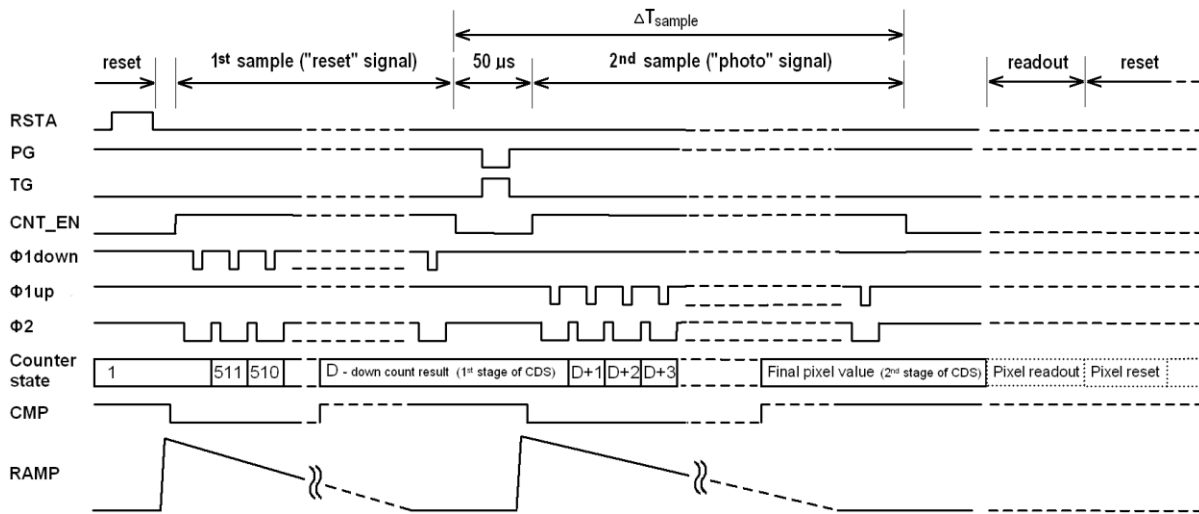 ΔTsample
reset 1st sample ("reset" signal) 50 µs 2nd sample ("photo" signal) readout reset
RSTA
PG
TG
CNT_EN
Φ1down
Φ1up
Φ2
Counter state 1 511 510 D - down count result (1st stage of CDS) D+1 D+2 D+3 Final pixel value (2nd stage of CDS) Pixel readout Pixel reset
CMP
RAMP